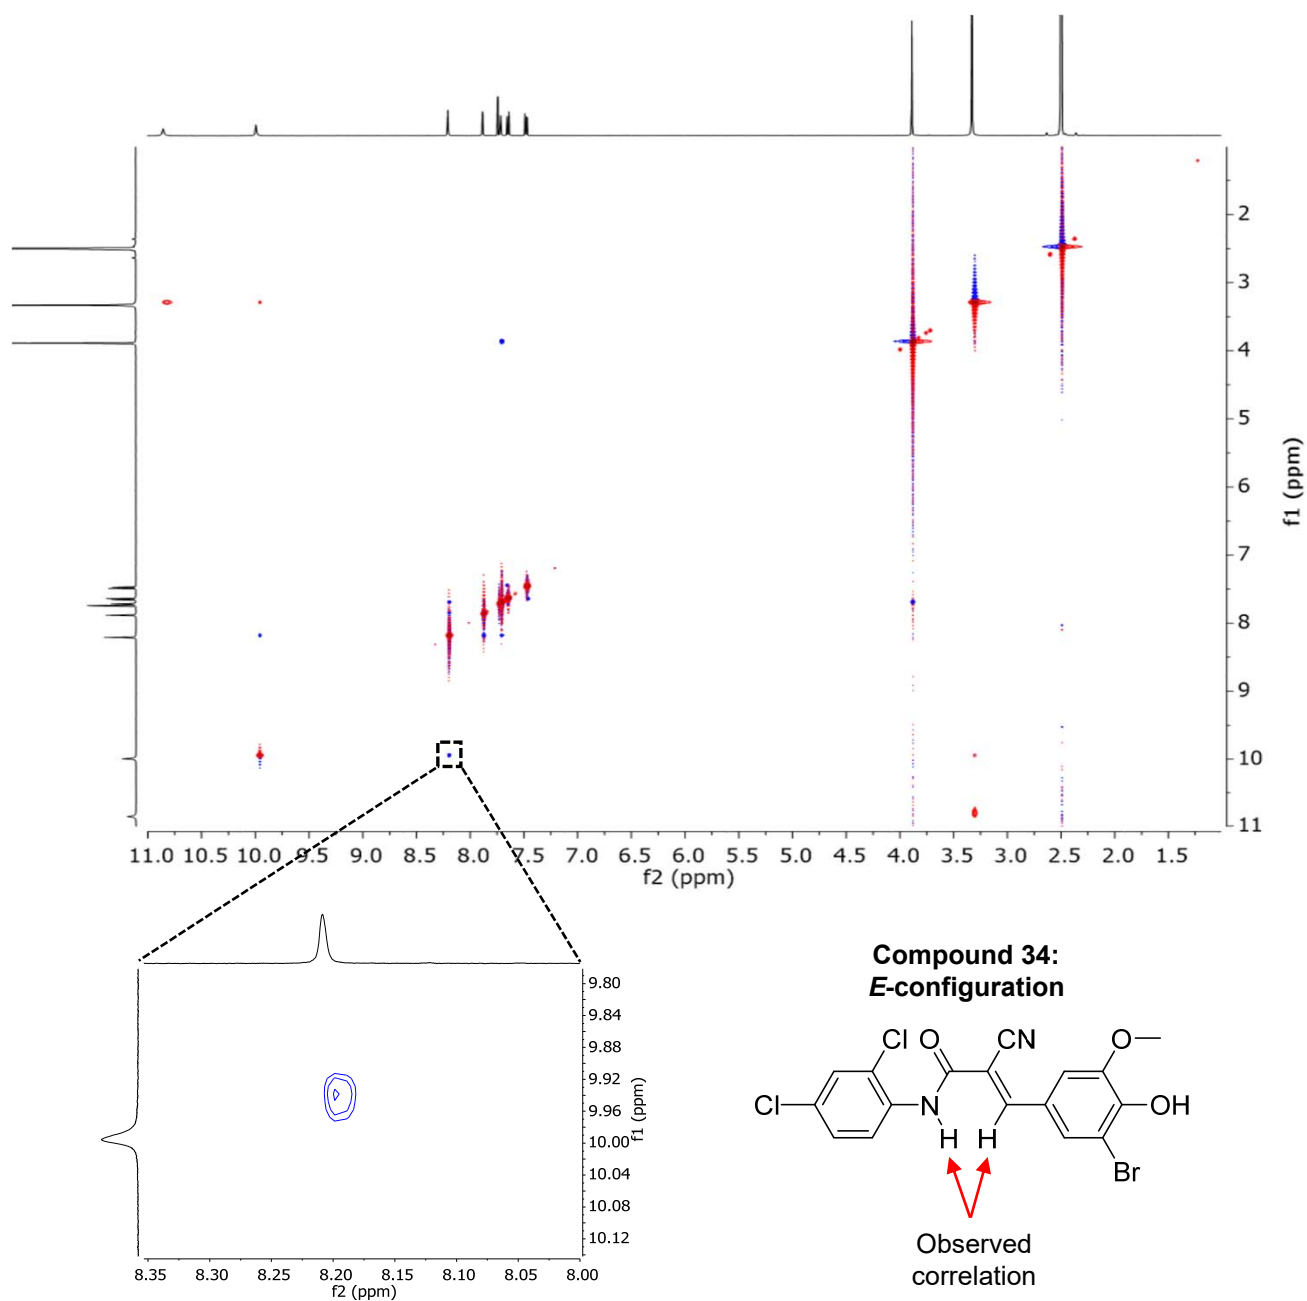 2
3
4
5
6
7
8
9
10
11
f1 (ppm)
11.0 10.5 10.0 9.5 9.0 8.5 8.0 7.5 7.0 6.5 6.0 5.5 5.0 4.5 4.0 3.5 3.0 2.5 2.0 1.5
f2 (ppm)
9.80
9.84
9.88
9.92
9.96
10.00
10.04
10.08
10.12
f1 (ppm)
8.35 8.30 8.25 8.20 8.15 8.10 8.05 8.00
f2 (ppm)
Compound 34:
E-configuration
Cl O CN O
Cl N OH
H H
Br
Observed
correlation